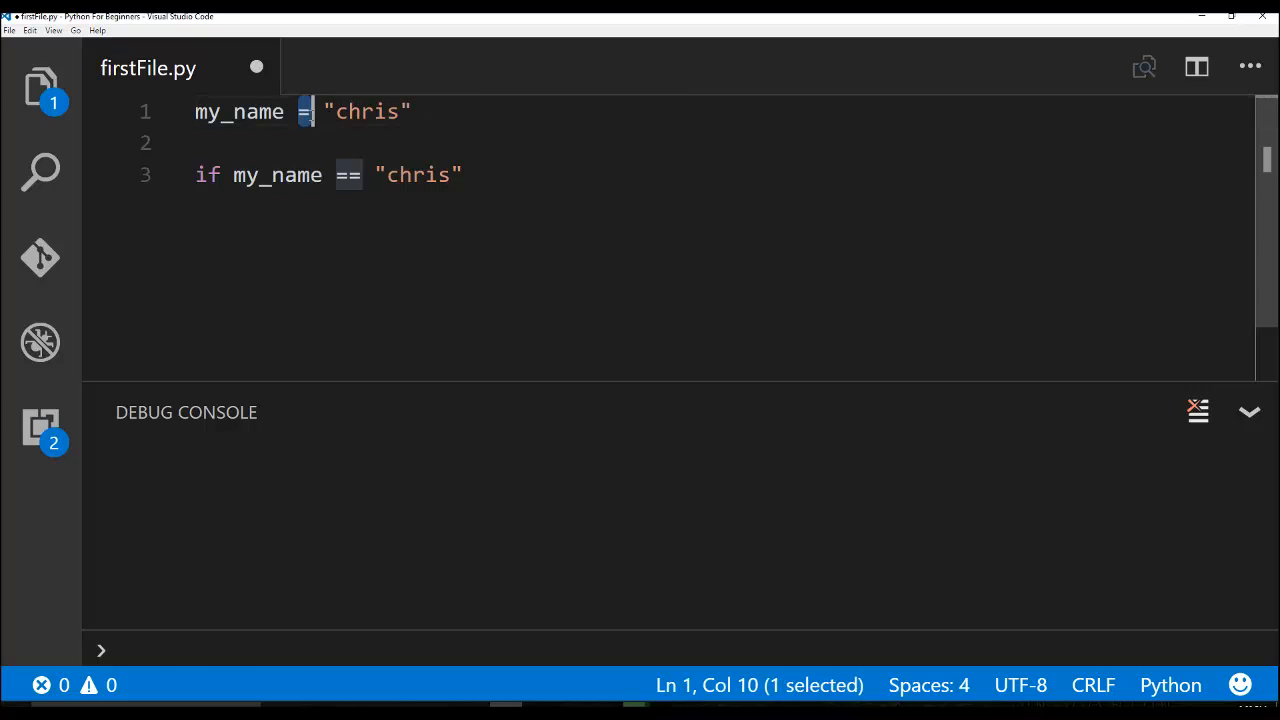 firstFile.py - Python For Beginners - Visual Studio Code
File Edit View Go Help
firstFile.py
1 my_name = "chris"
2
3 if my_name == "chris"
1
2
DEBUG CONSOLE
0 0 Ln 1, Col 10 (1 selected) Spaces: 4 UTF-8 CRLF Python